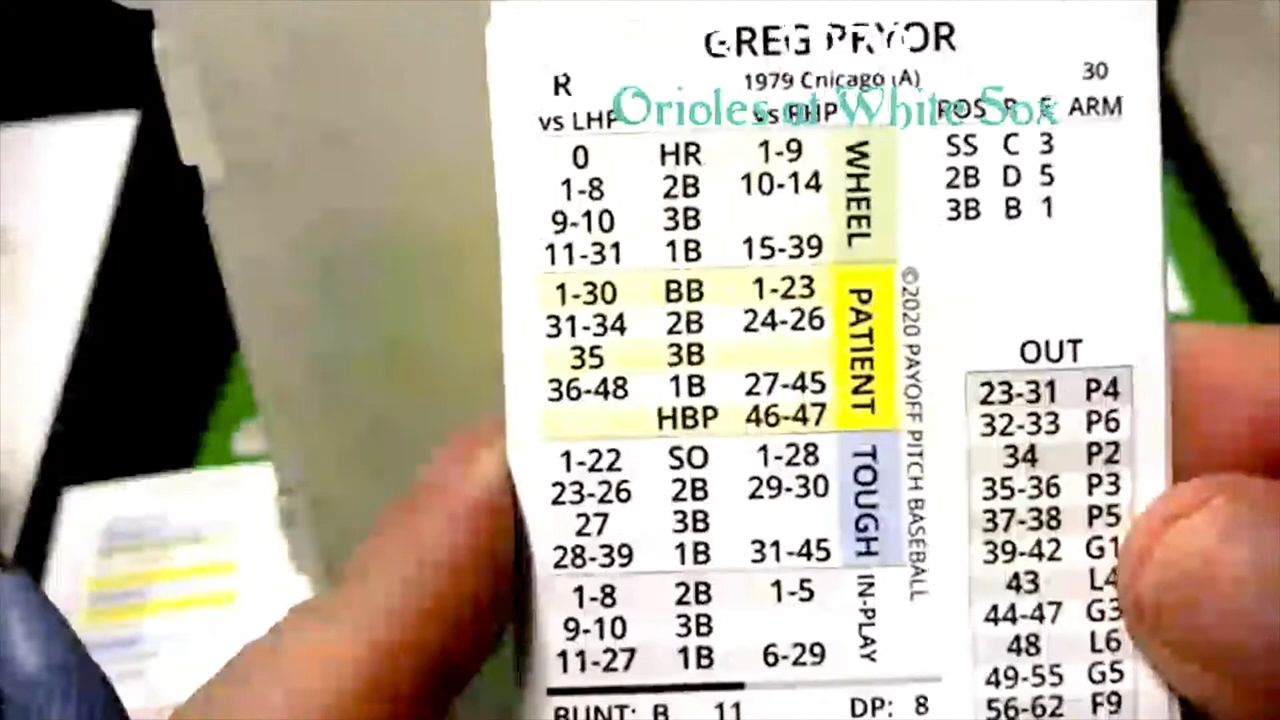 GREG PRYOR
R 1979 Chicago (A) 30
Orioles at White Sox
vs LHP vs RHP POS R E ARM
0 HR 1-9 SS C 3
1-8 2B 10-14 2B D 5
9-10 3B 3B B 1
11-31 1B 15-39
WHEEL
1-30 BB 1-23
31-34 2B 24-26
35 3B
36-48 1B 27-45
HBP 46-47
PATIENT
1-22 SO 1-28
23-26 2B 29-30
27 3B
28-39 1B 31-45
TOUGH
1-8 2B 1-5
9-10 3B
11-27 1B 6-29
IN-PLAY
BUNT: B 11 DP: 8
©2020 PAYOFF PITCH BASEBALL
OUT
23-31 P4
32-33 P6
34 P2
35-36 P3
37-38 P5
39-42 G1
43 L4
44-47 G3
48 L6
49-55 G5
56-62 F9